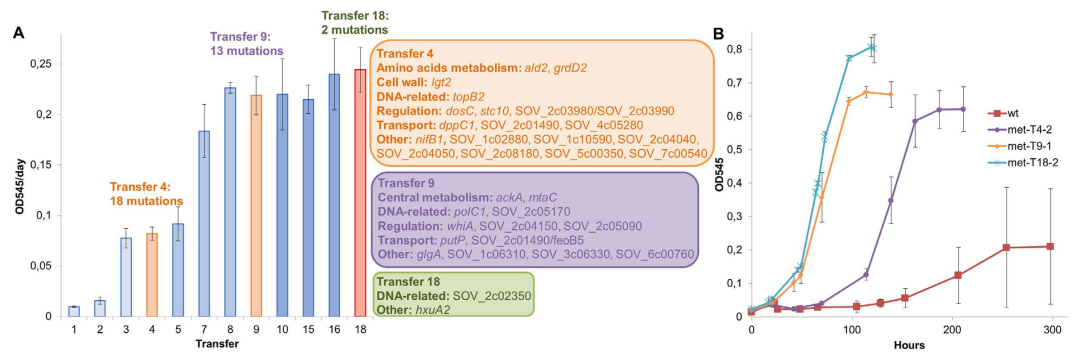 A
OD545/day
0,25
0,2
0,15
0,1
0,05
0
1 2 3 4 5 7 8 9 10 15 16 18
Transfer
Transfer 4:
18 mutations
Transfer 9:
13 mutations
Transfer 18:
2 mutations
Transfer 4
Amino acids metabolism: ald2, grdD2
Cell wall: lgt2
DNA-related: topB2
Regulation: dosC, stc10, SOV_2c03980/SOV_2c03990
Transport: dppC1, SOV_2c01490, SOV_4c05280
Other: nifB1, SOV_1c02880, SOV_1c10590, SOV_2c04040,
SOV_2c04050, SOV_2c08180, SOV_5c00350, SOV_7c00540
Transfer 9
Central metabolism: ackA, mtaC
DNA-related: polC1, SOV_2c05170
Regulation: whiA, SOV_2c04150, SOV_2c05090
Transport: putP, SOV_2c01490/feoB5
Other: glgA, SOV_1c06310, SOV_3c06330, SOV_6c00760
Transfer 18
DNA-related: SOV_2c02350
Other: hxuA2
B
OD545
0,8
0,7
0,6
0,5
0,4
0,3
0,2
0,1
0
0 100 200 300
Hours
wt
met-T4-2
met-T9-1
met-T18-2